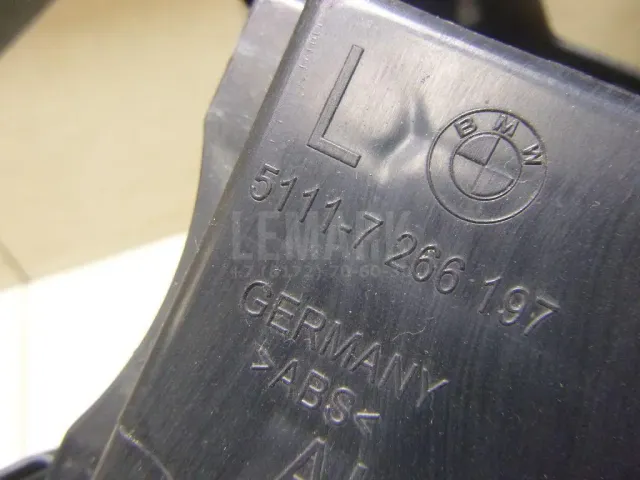 L
BMW
5111-7 266 197
LEMARK
GERMANY
>ABS<